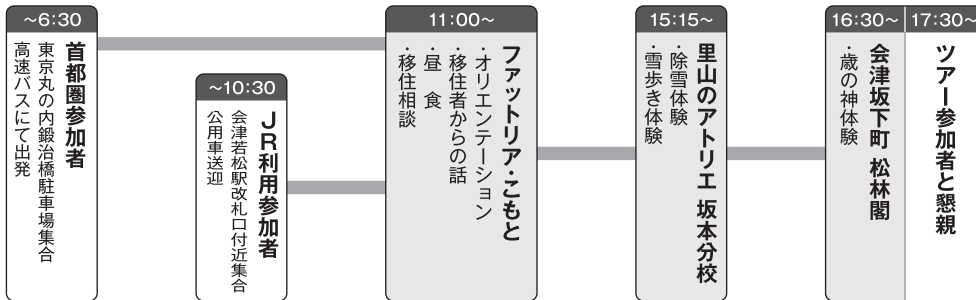 ～6:30
首都圏参加者
東京丸の内鍛治橋駐車場集合
高速バスにて出発
～10:30
ＪＲ利用参加者
会津若松駅改札口付近集合
公用車送迎
11:00～
ファットリア・こもと
・オリエンテーション
・移住者からの話
・昼　食
・移住相談
15:15～
里山のアトリエ 坂本分校
・除雪体験
・雪歩き体験
16:30～
会津坂下町 松林閣
・歳の神体験
17:30～
ツアー参加者と懇親